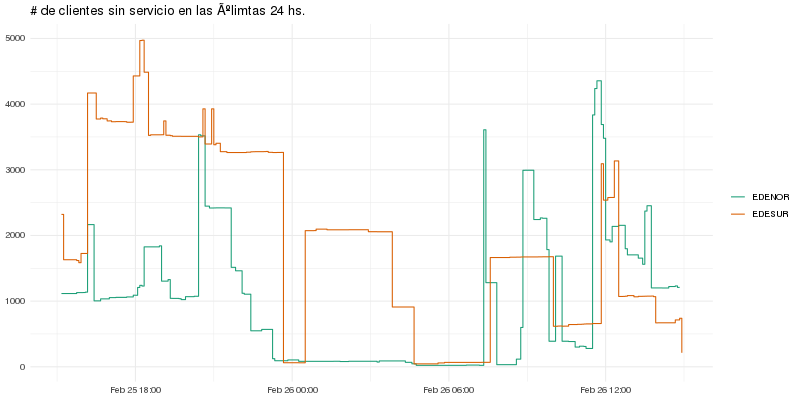 # de clientes sin servicio en las Ãºlimtas 24 hs.
5000
4000
3000
2000
1000
0
Feb 25 18:00
Feb 26 00:00
Feb 26 06:00
Feb 26 12:00
EDENOR
EDESUR